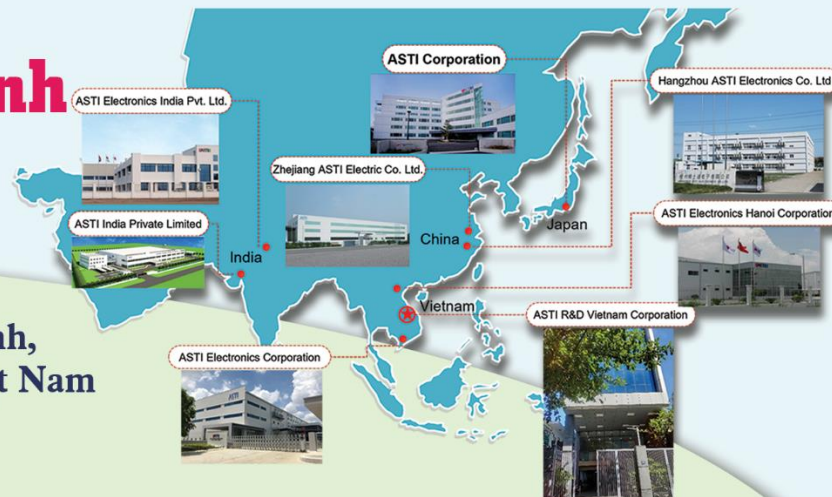 nh
ASTI Corporation
ASTI Electronics India Pvt. Ltd.
Hangzhou ASTI Electronics Co. Ltd
Zhejiang ASTI Electric Co. Ltd.
ASTI India Private Limited
ASTI Electronics Hanoi Corporation
India
China
Japan
Vietnam
ASTI R&D Vietnam Corporation
nh,
t Nam
ASTI Electronics Corporation
ASTI